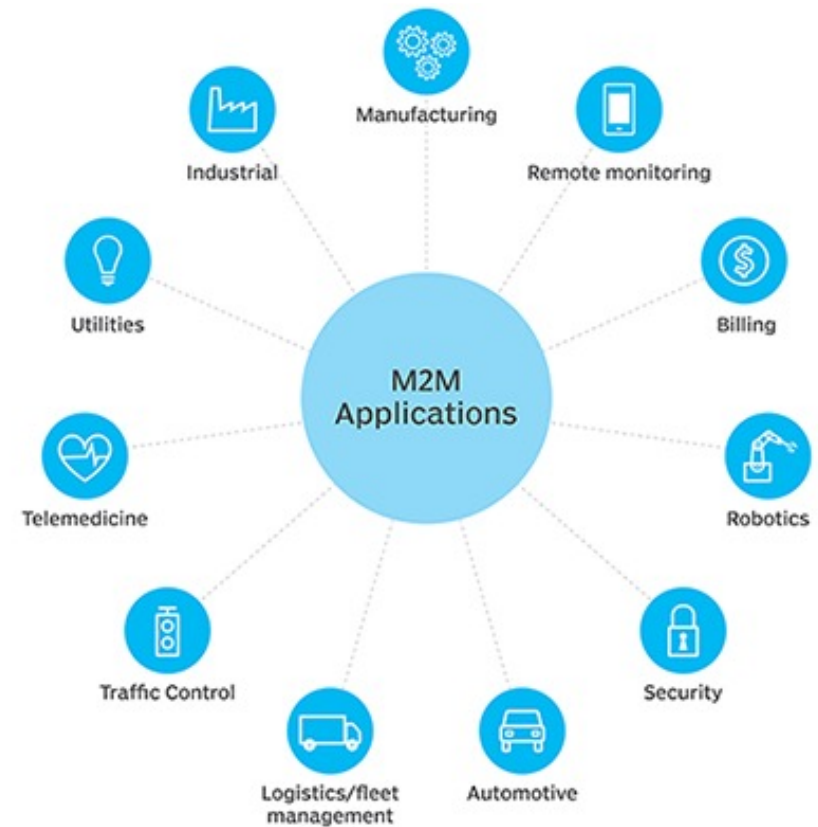 Manufacturing
Industrial
Remote monitoring
Utilities
Billing
M2M
Applications
Telemedicine
Robotics
Traffic Control
Security
Logistics/fleet
management
Automotive